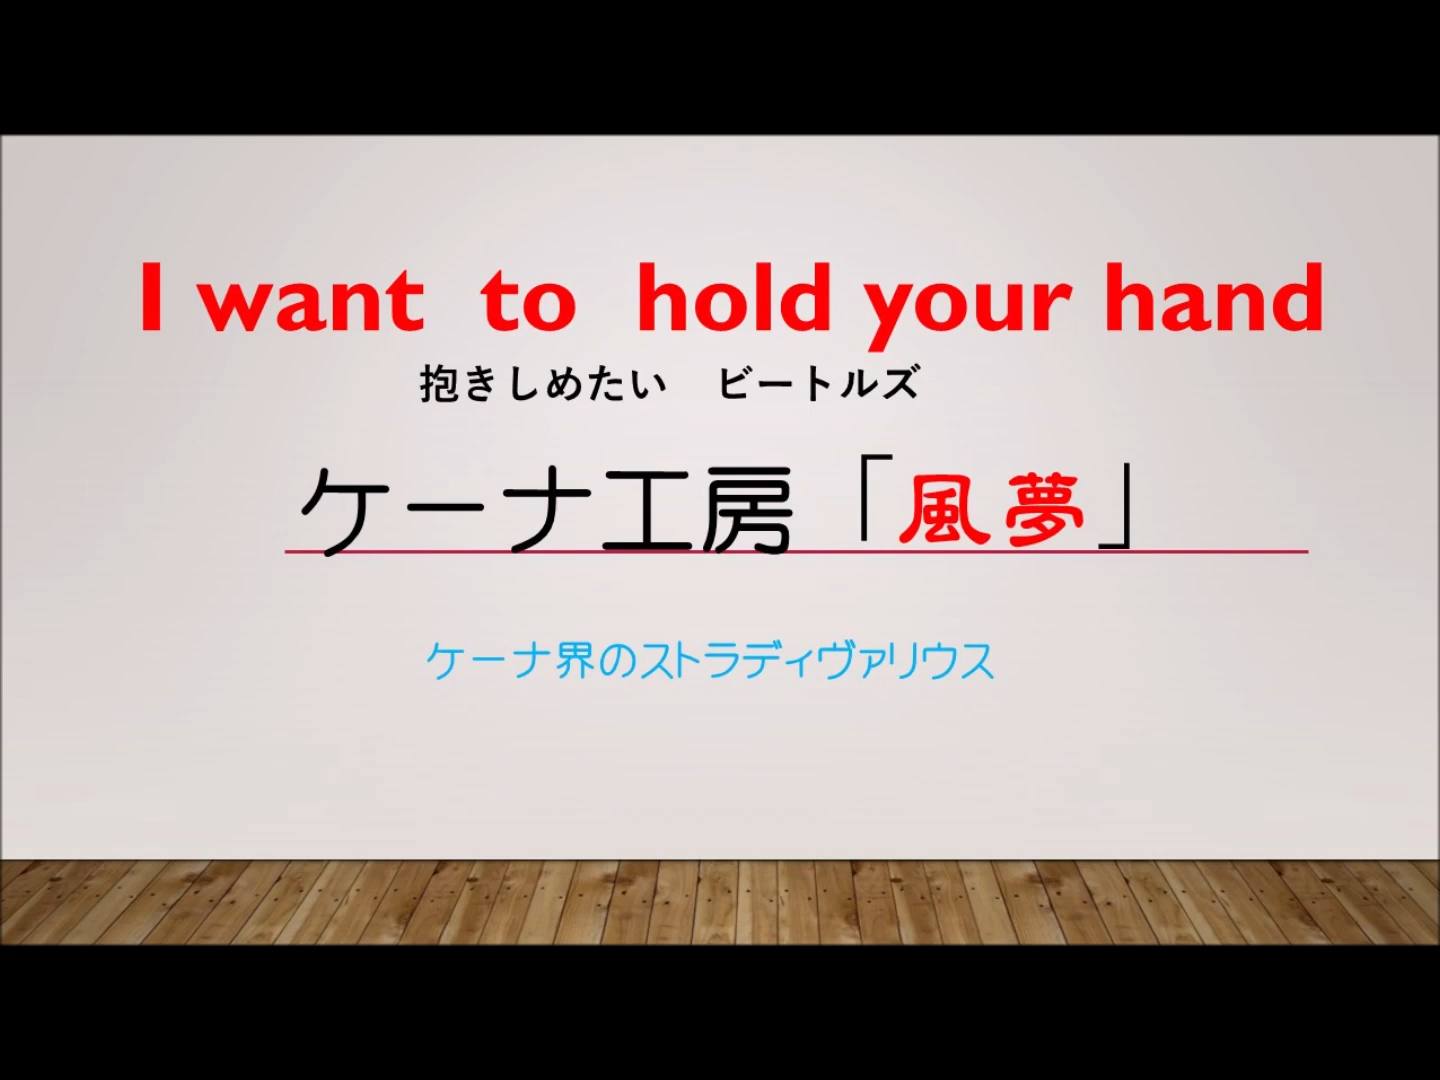 I want to hold your hand
抱きしめたい　ビートルズ
ケーナ工房「風夢」
ケーナ界のストラディヴァリウス